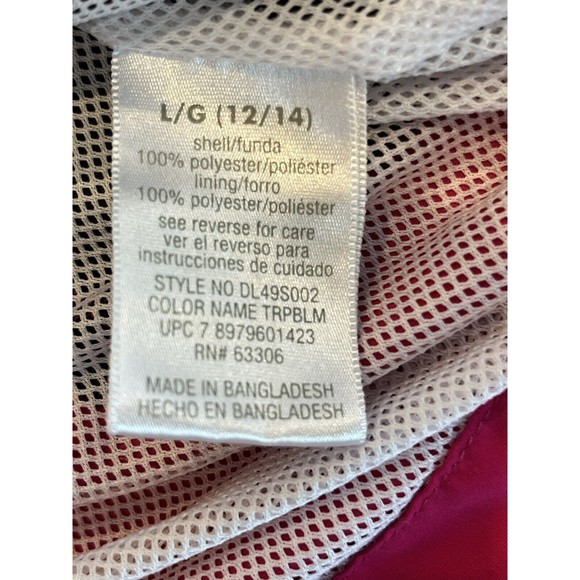 L/G (12/14)
shell/funda
100% polyester/poliéster
lining/forro
100% polyester/poliéster
see reverse for care
ver el reverso para
instrucciones de cuidado
STYLE NO DL49S002
COLOR NAME TRPBLM
UPC 7 8979601423
RN# 63306
MADE IN BANGLADESH
HECHO EN BANGLADESH